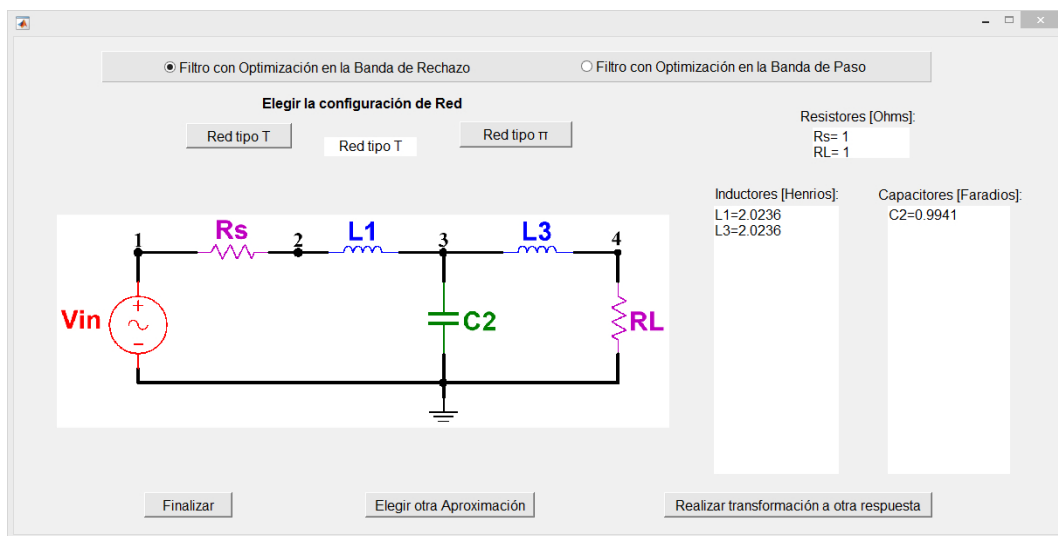 Filtro con Optimización en la Banda de Rechazo
Filtro con Optimización en la Banda de Paso
Elegir la configuración de Red
Red tipo T
Red tipo T
Red tipo π
Resistores [Ohms]:
Rs= 1
RL= 1
Inductores [Henrios]:
L1=2.0236
L3=2.0236
Capacitores [Faradios]:
C2=0.9941
1
Rs
2
L1
3
L3
4
Vin
+
−
C2
RL
Finalizar
Elegir otra Aproximación
Realizar transformación a otra respuesta